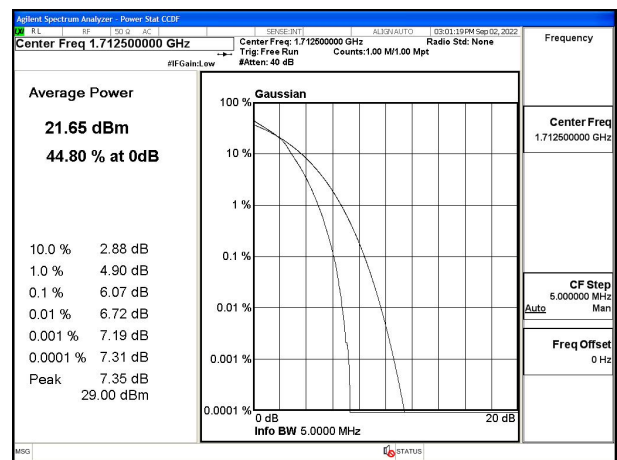 Agilent Spectrum Analyzer - Power Stat CCDF
LXI RL RF 50 Ω AC SENSE:INT ALIGN AUTO 03:01:19 PM Sep 02, 2022
Center Freq 1.712500000 GHz
Center Freq: 1.712500000 GHz Radio Std: None
Trig: Free Run Counts:1.00 M/1.00 Mpt
#IFGain:Low #Atten: 40 dB
Frequency
Average Power
21.65 dBm
44.80 % at 0dB
10.0 % 2.88 dB
1.0 % 4.90 dB
0.1 % 6.07 dB
0.01 % 6.72 dB
0.001 % 7.19 dB
0.0001 % 7.31 dB
Peak 7.35 dB
29.00 dBm
Gaussian
100 %
10 %
1 %
0.1 %
0.01 %
0.001 %
0.0001 %
0 dB 20 dB
Info BW 5.0000 MHz
Center Freq
1.712500000 GHz
CF Step
5.000000 MHz
Auto Man
Freq Offset
0 Hz
MSG STATUS